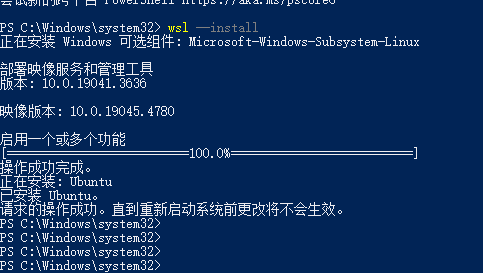 尝试新的跨平台 PowerShell https://aka.ms/pscore6
PS C:\Windows\system32> wsl --install
正在安装 Windows 可选组件: Microsoft-Windows-Subsystem-Linux
部署映像服务和管理工具
版本: 10.0.19041.3636
映像版本: 10.0.19045.4780
启用一个或多个功能
[==========================100.0%==========================]
操作成功完成。
正在安装: Ubuntu
已安装 Ubuntu。
请求的操作成功。直到重新启动系统前更改将不会生效。
PS C:\Windows\system32>
PS C:\Windows\system32>
PS C:\Windows\system32>
PS C:\Windows\system32>